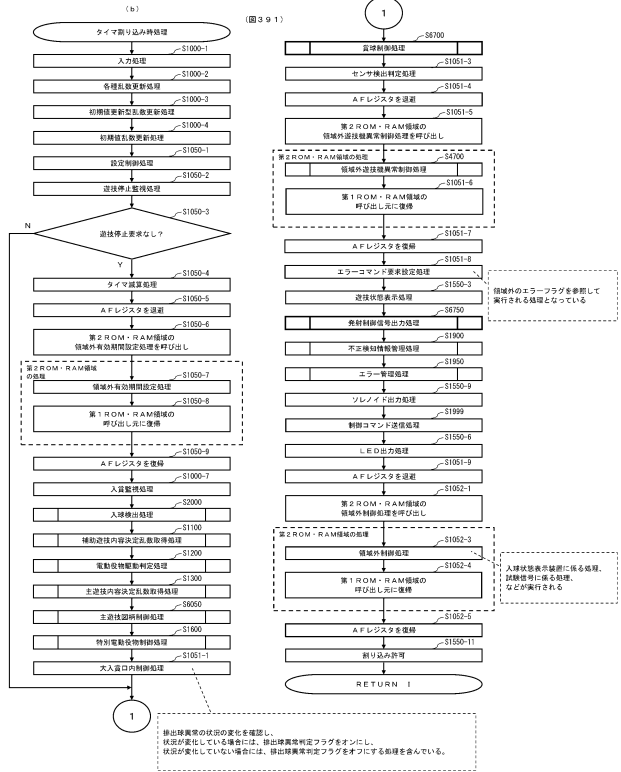 （ｂ）
（図３９１）
タイマ割り込み時処理
S1000-1
入力処理
S1000-2
各種乱数更新処理
S1000-3
初期値更新型乱数更新処理
S1000-4
初期値乱数更新処理
S1050-1
設定制御処理
S1050-2
遊技停止監視処理
S1050-3
遊技停止要求なし？
N
Y
S1050-4
タイマ減算処理
S1050-5
ＡＦレジスタを退避
S1050-6
第２ＲＯＭ・ＲＡＭ領域の
領域外有効期間設定処理を呼び出し
第２ＲＯＭ・ＲＡＭ領域
の処理
S1050-7
領域外有効期間設定処理
S1050-8
第１ＲＯＭ・ＲＡＭ領域の
呼び出し元に復帰
S1050-9
ＡＦレジスタを復帰
S1000-7
入賞監視処理
S2000
入球検出処理
S1100
補助遊技内容決定乱数取得処理
S1200
電動役物駆動判定処理
S1300
主遊技内容決定乱数取得処理
S6050
主遊技図柄制御処理
S1600
特別電動役物制御処理
S1051-1
大入賞口内制御処理
1
排出球異常の状況の変化を確認し、
状況が変化している場合には、排出球異常判定フラグをオンにし、
状況が変化していない場合には、排出球異常判定フラグをオフにする処理を含んでいる。
1
S6700
賞球制御処理
S1051-3
センサ検出判定処理
S1051-4
ＡＦレジスタを退避
S1051-5
第２ＲＯＭ・ＲＡＭ領域の
領域外遊技機異常制御処理を呼び出し
第２ＲＯＭ・ＲＡＭ領域の処理
S4700
領域外遊技機異常制御処理
S1051-6
第１ＲＯＭ・ＲＡＭ領域の
呼び出し元に復帰
S1051-7
ＡＦレジスタを復帰
S1051-8
エラーコマンド要求設定処理
領域外のエラーフラグを参照して
実行される処理となっている
S1550-3
遊技状態表示処理
S6750
発射制御信号出力処理
S1900
不正検知情報管理処理
S1950
エラー管理処理
S1550-9
ソレノイド出力処理
S1999
制御コマンド送信処理
S1550-6
ＬＥＤ出力処理
S1051-9
ＡＦレジスタを退避
S1052-1
第２ＲＯＭ・ＲＡＭ領域の
領域外制御処理を呼び出し
第２ＲＯＭ・ＲＡＭ領域の処理
S1052-3
領域外制御処理
S1052-4
第１ＲＯＭ・ＲＡＭ領域の
呼び出し元に復帰
入球状態表示装置に係る処理、
試験信号に係る処理、
などが実行される
S1052-5
ＡＦレジスタを復帰
S1550-11
割り込み許可
ＲＥＴＵＲＮ　Ｉ